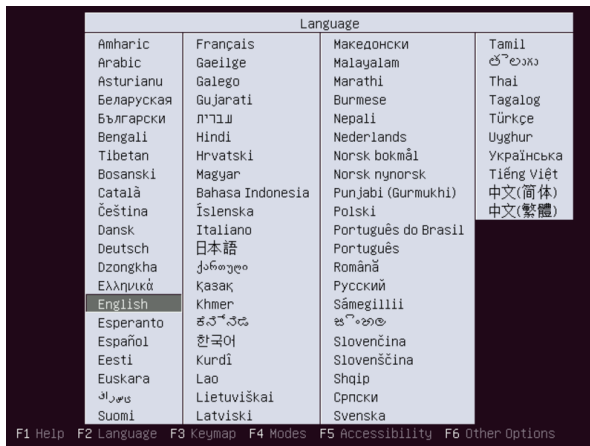 Language
Amharic
Arabic
Asturianu
Беларуская
Български
Bengali
Tibetan
Bosanski
Català
Čeština
Dansk
Deutsch
Dzongkha
Ελληνικά
English
Esperanto
Español
Eesti
Euskara
Suomi
Français
Gaeilge
Galego
Gujarati
עברית
Hindi
Hrvatski
Magyar
Bahasa Indonesia
Íslenska
Italiano
日本語
ქართული
Қазақ
Khmer
ಕನ್ನಡ
한국어
Kurdî
Lao
Lietuviškai
Latviski
Македонски
Malayalam
Marathi
Burmese
Nepali
Nederlands
Norsk bokmål
Norsk nynorsk
Punjabi (Gurmukhi)
Polski
Português do Brasil
Português
Română
Русский
Sámegillii
සිංහල
Slovenčina
Slovenščina
Shqip
Српски
Svenska
Tamil
తెలుగు
Thai
Tagalog
Türkçe
Uyghur
Українська
Tiếng Việt
中文(简体)
中文(繁體)
F1 Help F2 Language F3 Keymap F4 Modes F5 Accessibility F6 Other Options